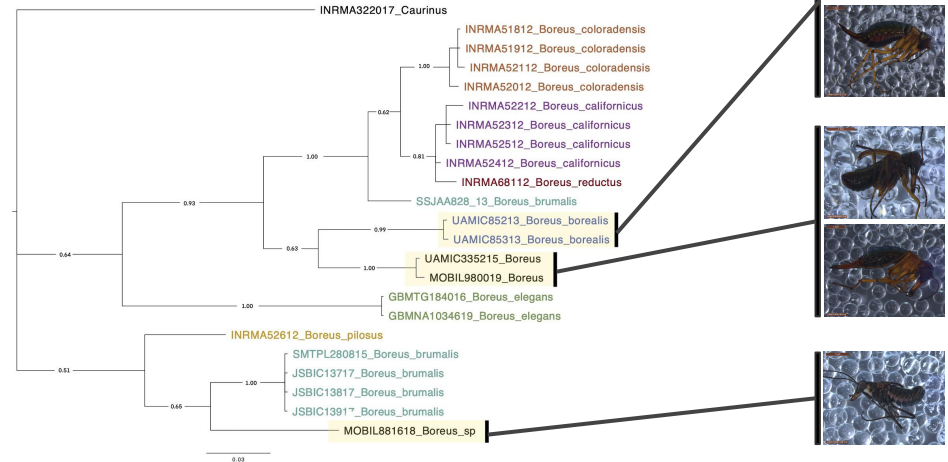 INRMA322017_Caurinus
INRMA51812_Boreus_coloradensis
INRMA51912_Boreus_coloradensis
1.00
INRMA52112_Boreus_coloradensis
INRMA52012_Boreus_coloradensis
INRMA52212_Boreus_californicus
0.62
INRMA52312_Boreus_californicus
INRMA52512_Boreus_californicus
1.00
0.81
INRMA52412_Boreus_californicus
INRMA68112_Boreus_reductus
0.93
SSJAA828_13_Boreus_brumalis
UAMIC85213_Boreus_borealis
0.99
UAMIC85313_Boreus_borealis
0.63
0.64
UAMIC335215_Boreus
1.00
MOBIL980019_Boreus
GBMTG184016_Boreus_elegans
1.00
GBMNA1034619_Boreus_elegans
INRMA52612_Boreus_pilosus
SMTPL280815_Boreus_brumalis
0.51
JSBIC13717_Boreus_brumalis
1.00
JSBIC13817_Boreus_brumalis
0.65
JSBIC13917_Boreus_brumalis
MOBIL881618_Boreus_sp
0.03